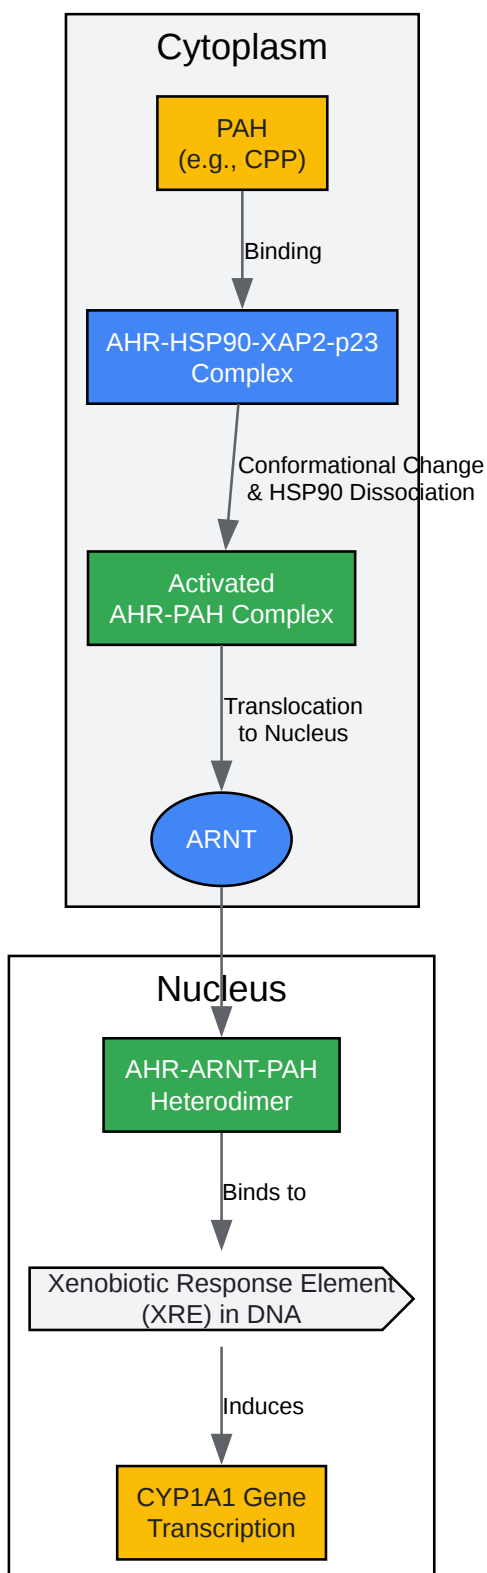 Cytoplasm
PAH
(e.g., CPP)
Binding
AHR-HSP90-XAP2-p23
Complex
Conformational Change
& HSP90 Dissociation
Activated
AHR-PAH Complex
Translocation
to Nucleus
ARNT
Nucleus
AHR-ARNT-PAH
Heterodimer
Binds to
Xenobiotic Response Element
(XRE) in DNA
Induces
CYP1A1 Gene
Transcription